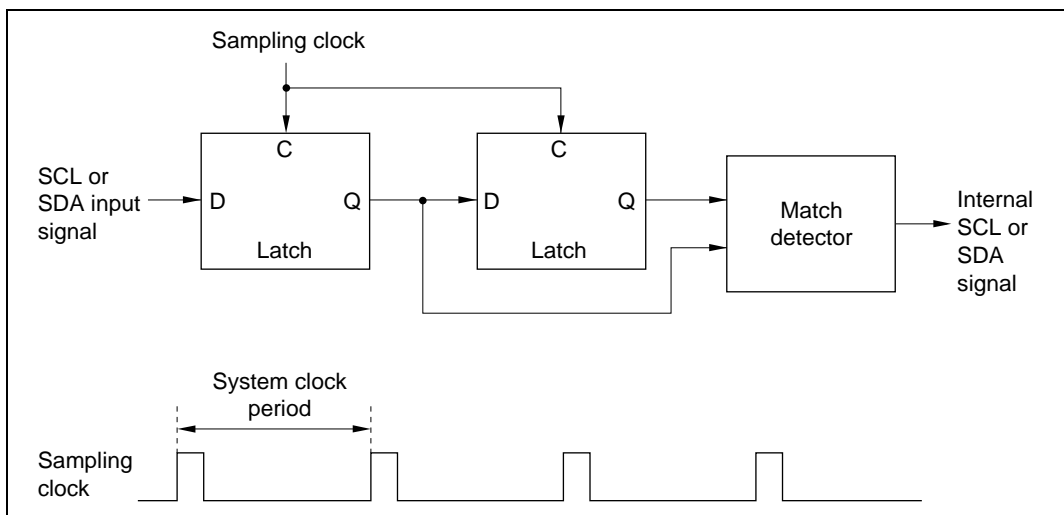 Sampling clock
C
C
SCL or
SDA input
signal
D
Q
Latch
D
Q
Latch
Match
detector
Internal
SCL or
SDA
signal
System clock
period
Sampling
clock